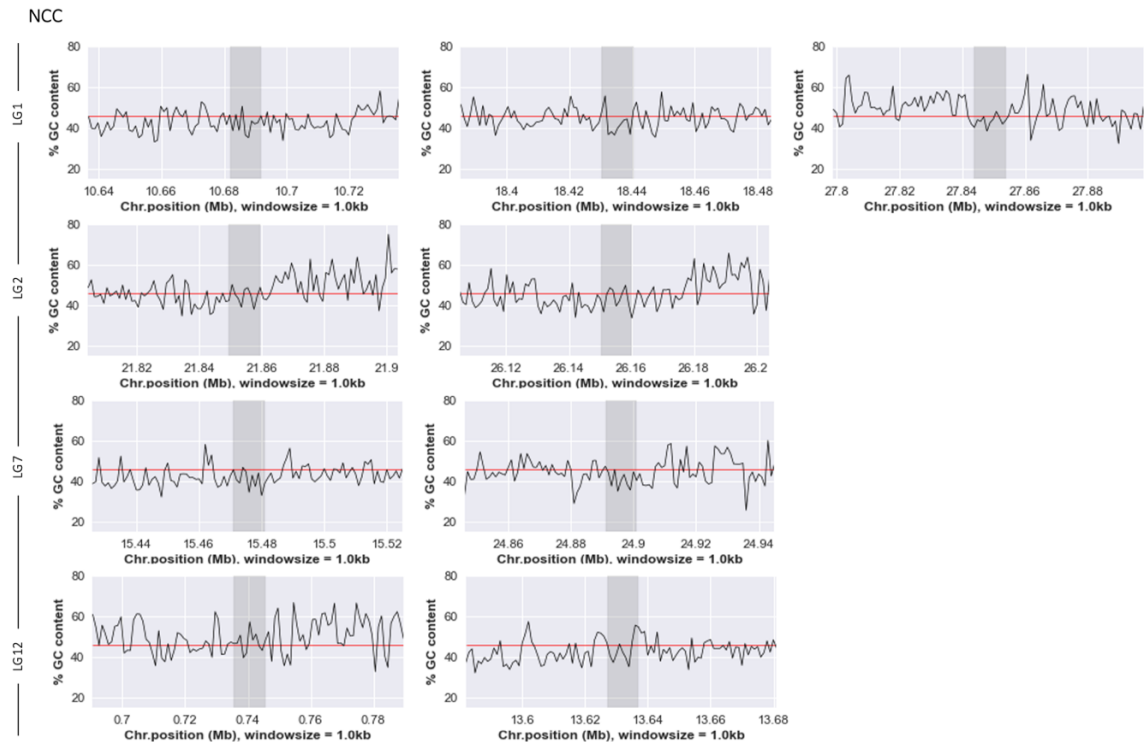 NCC
LG1
% GC content
80
60
40
20
10.64 10.66 10.68 10.7 10.72
Chr.position (Mb), windowsize = 1.0kb
% GC content
80
60
40
20
18.4 18.42 18.44 18.46 18.48
Chr.position (Mb), windowsize = 1.0kb
% GC content
80
60
40
20
27.8 27.82 27.84 27.86 27.88
Chr.position (Mb), windowsize = 1.0kb
LG2
% GC content
80
60
40
20
21.82 21.84 21.86 21.88 21.9
Chr.position (Mb), windowsize = 1.0kb
% GC content
80
60
40
20
26.12 26.14 26.16 26.18 26.2
Chr.position (Mb), windowsize = 1.0kb
LG7
% GC content
80
60
40
20
15.44 15.46 15.48 15.5 15.52
Chr.position (Mb), windowsize = 1.0kb
% GC content
80
60
40
20
24.86 24.88 24.9 24.92 24.94
Chr.position (Mb), windowsize = 1.0kb
LG12
% GC content
80
60
40
20
0.7 0.72 0.74 0.76 0.78
Chr.position (Mb), windowsize = 1.0kb
% GC content
80
60
40
20
13.6 13.62 13.64 13.66 13.68
Chr.position (Mb), windowsize = 1.0kb